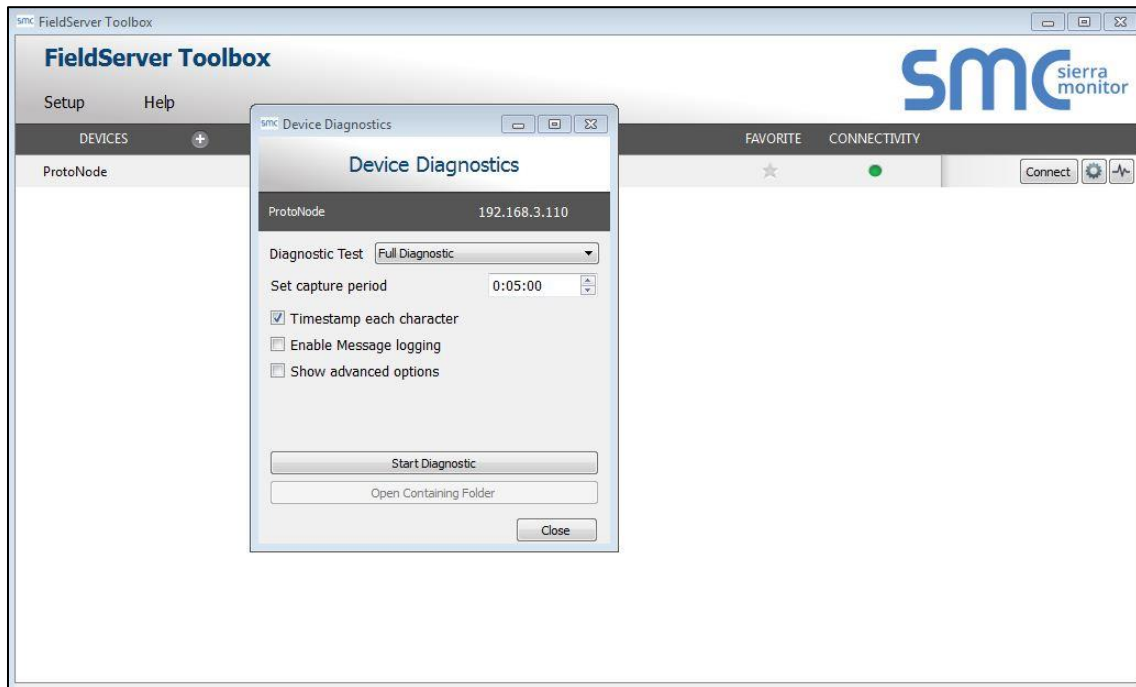 smc FieldServer Toolbox
FieldServer Toolbox
smc sierra monitor
Setup Help
DEVICES FAVORITE CONNECTIVITY
ProtoNode Connect
smc Device Diagnostics
Device Diagnostics
ProtoNode 192.168.3.110
Diagnostic Test Full Diagnostic
Set capture period 0:05:00
Timestamp each character
Enable Message logging
Show advanced options
Start Diagnostic
Open Containing Folder
Close